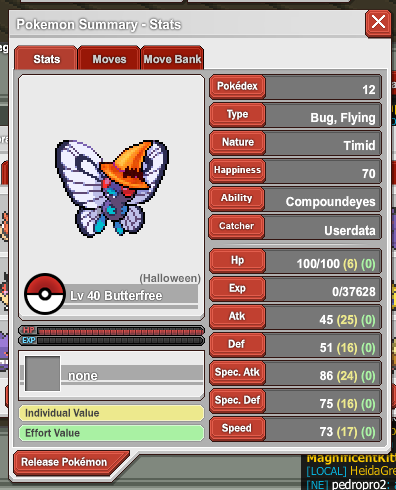 Pokemon Summary - Stats
Stats Moves Move Bank
Pokédex 12
Type Bug, Flying
Nature Timid
Happiness 70
Ability Compoundeyes
Catcher Userdata
(Halloween)
Lv 40 Butterfree
HP
EXP
none
Individual Value
Effort Value
Hp 100/100 (6) (0)
Exp 0/37628
Atk 45 (25) (0)
Def 51 (16) (0)
Spec. Atk 86 (24) (0)
Spec. Def 75 (16) (0)
Speed 73 (17) (0)
Release Pokémon
MagnificentKit
[LOCAL] HeidaGre
[NE] pedropro2: